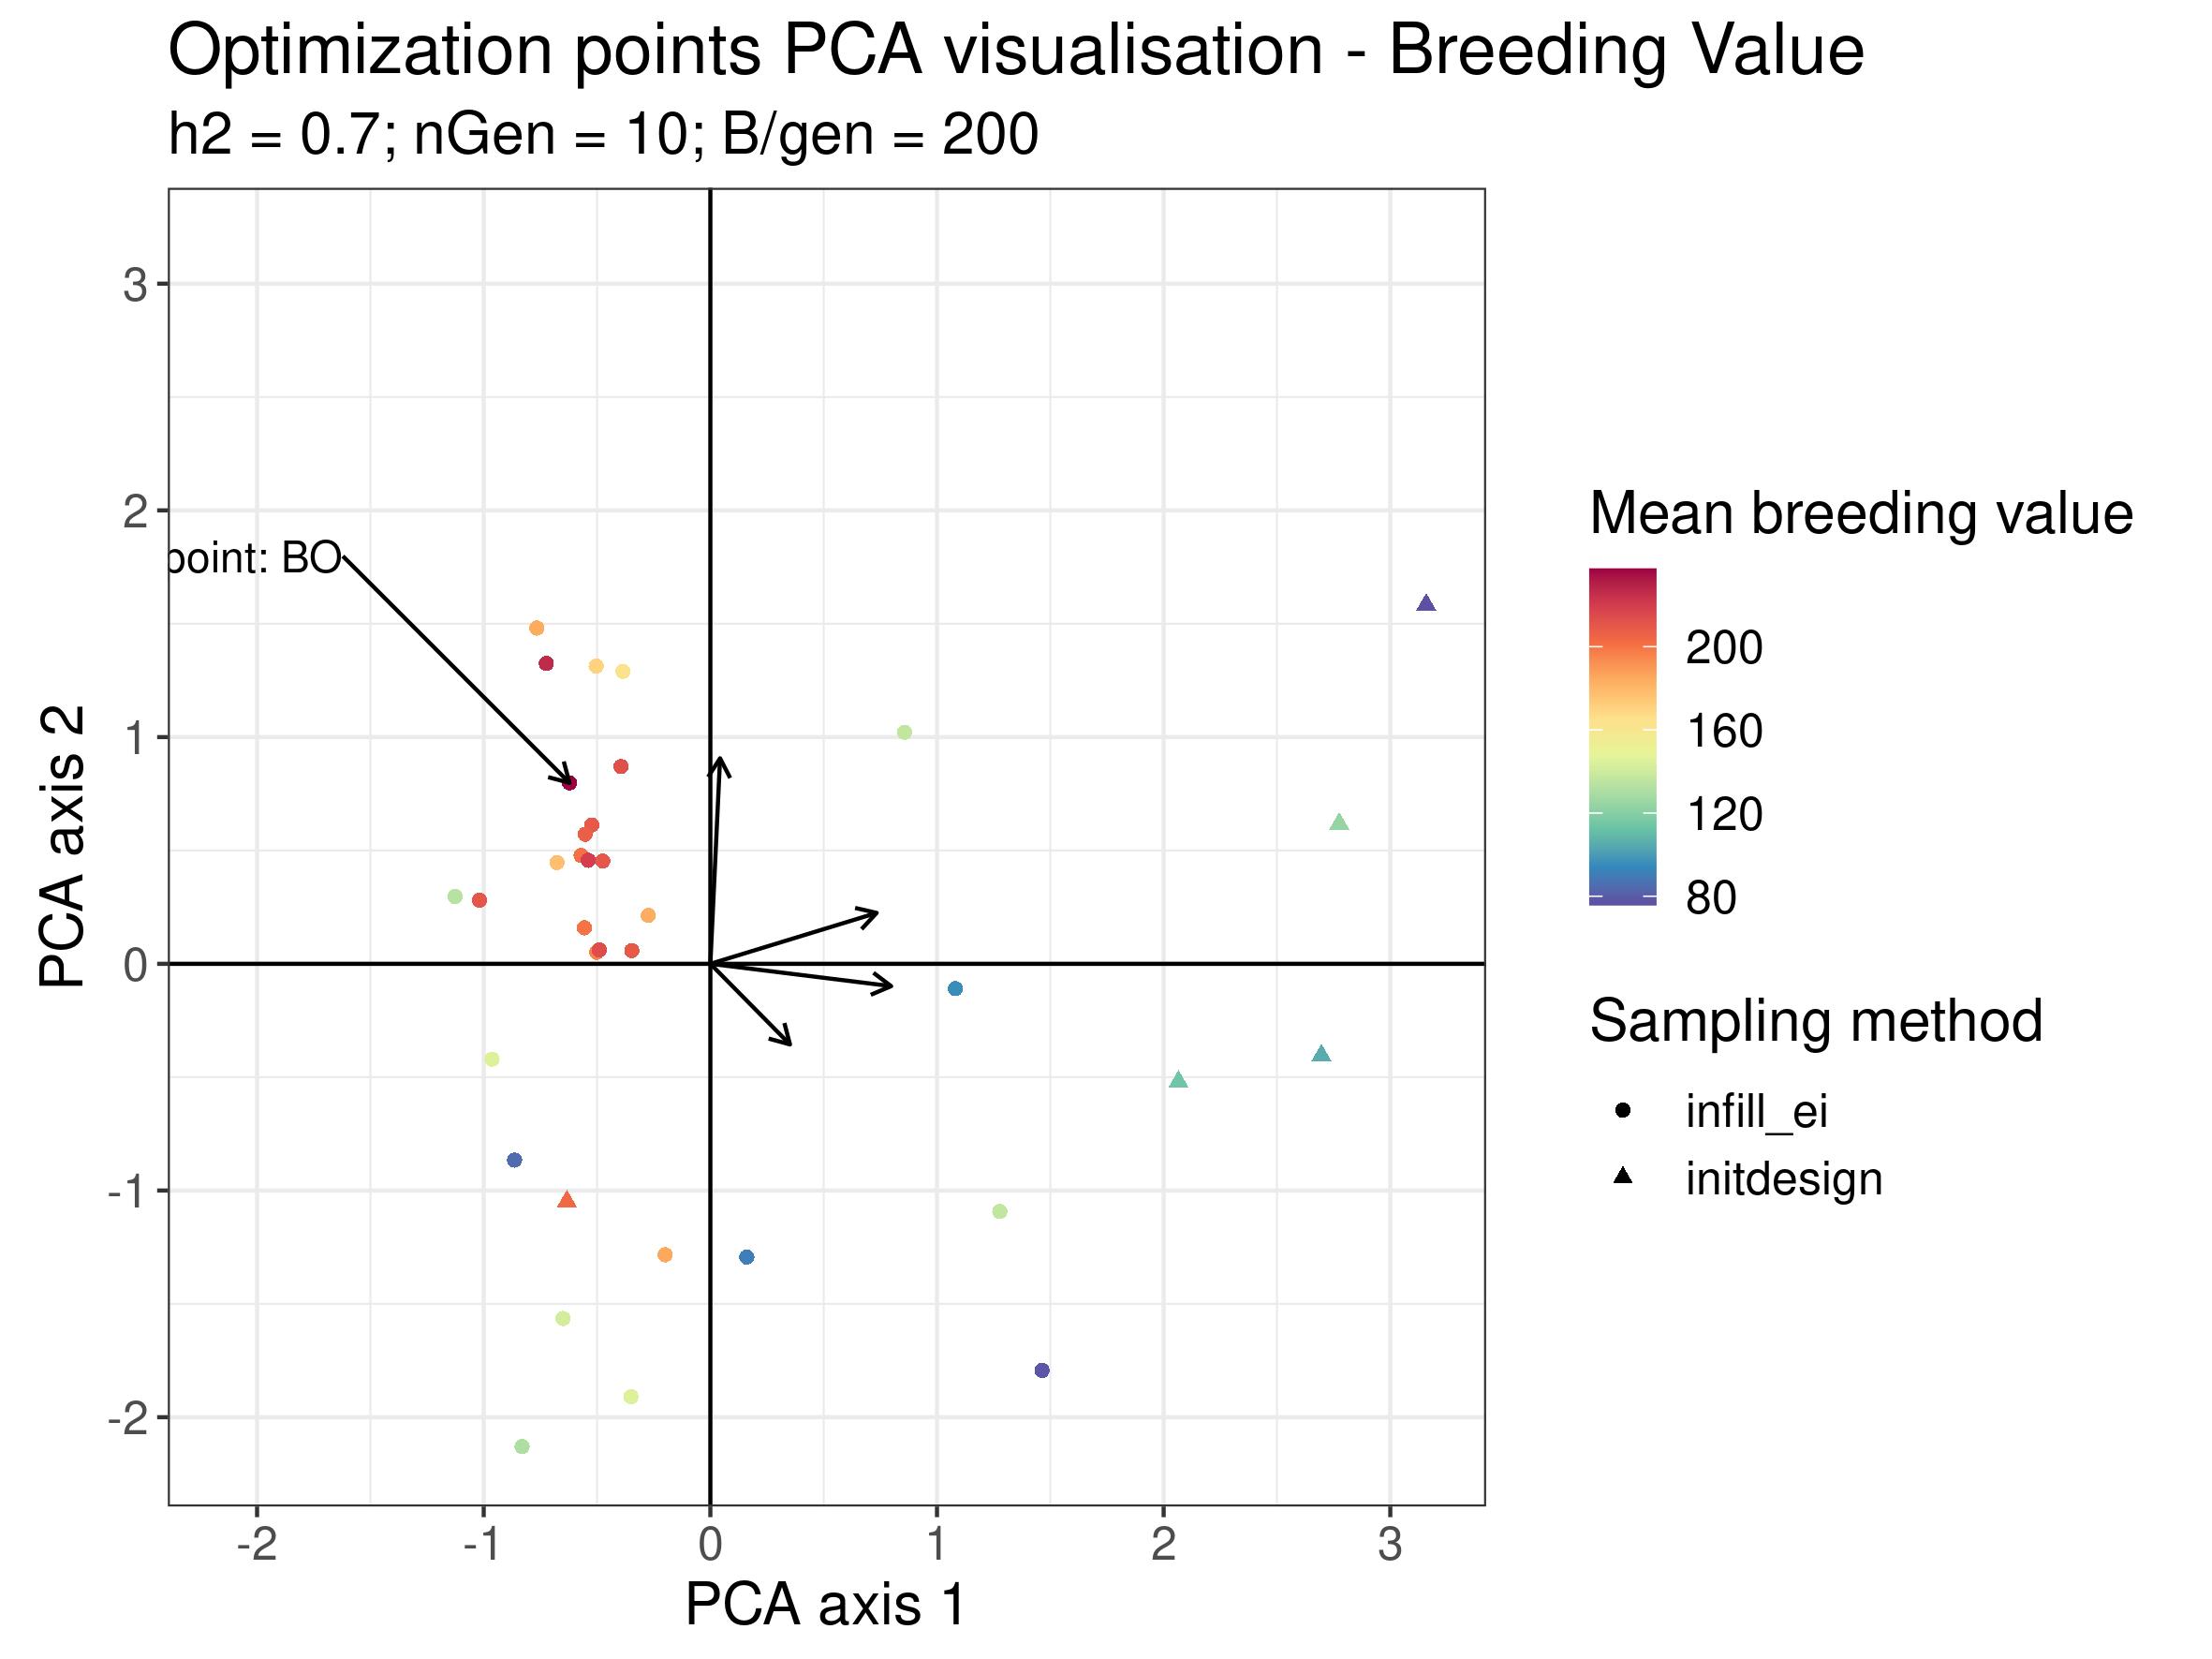 Optimization points PCA visualisation - Breeding Value
h2 = 0.7; nGen = 10; B/gen = 200
3
2
1
0
-1
-2
point: BO
-2
-1
0
1
2
3
PCA axis 1
PCA axis 2
Mean breeding value
200
160
120
80
Sampling method
infill_ei
initdesign